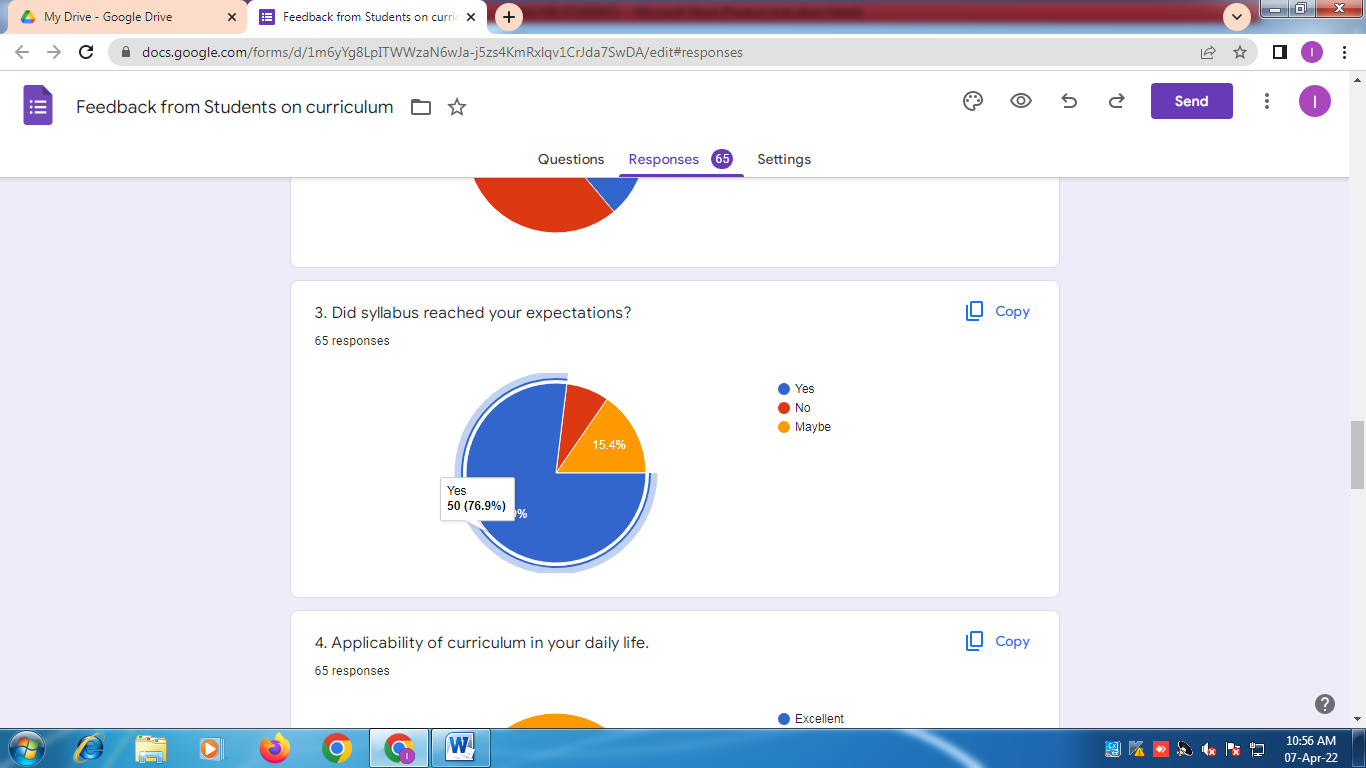 My Drive - Google Drive
Feedback from Students on curric
docs.google.com/forms/d/1m6yYg8LpITWWzaN6wJa-j5zs4KmRxlqv1CrJda7SwDA/edit#responses
I
Feedback from Students on curriculum
Send
I
Questions
Responses 65
Settings
3. Did syllabus reached your expectations?
Copy
65 responses
Yes
No
Maybe
15.4%
Yes
50 (76.9%)
9%
4. Applicability of curriculum in your daily life.
Copy
65 responses
Excellent
10:56 AM
07-Apr-22